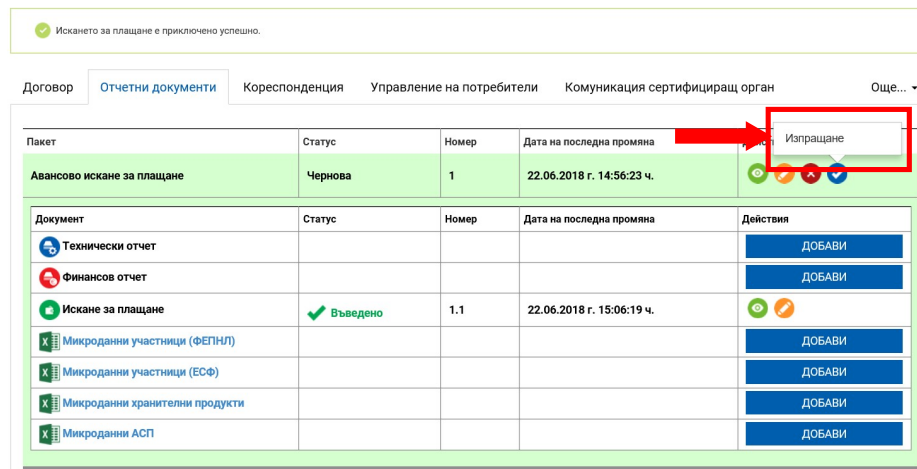 Искането за плащане е приключено успешно.
Договор Отчетни документи Кореспонденция Управление на потребители Комуникация сертифициращ орган Още...
Изпращане
Пакет Статус Номер Дата на последна промяна
Авансово искане за плащане Чернова 1 22.06.2018 г. 14:56:23 ч.
Документ Статус Номер Дата на последна промяна Действия
Технически отчет ДОБАВИ
Финансов отчет ДОБАВИ
Искане за плащане Въведено 1.1 22.06.2018 г. 15:06:19 ч.
Микроданни участници (ФЕПНЛ) ДОБАВИ
Микроданни участници (ЕСФ) ДОБАВИ
Микроданни хранителни продукти ДОБАВИ
Микроданни АСП ДОБАВИ